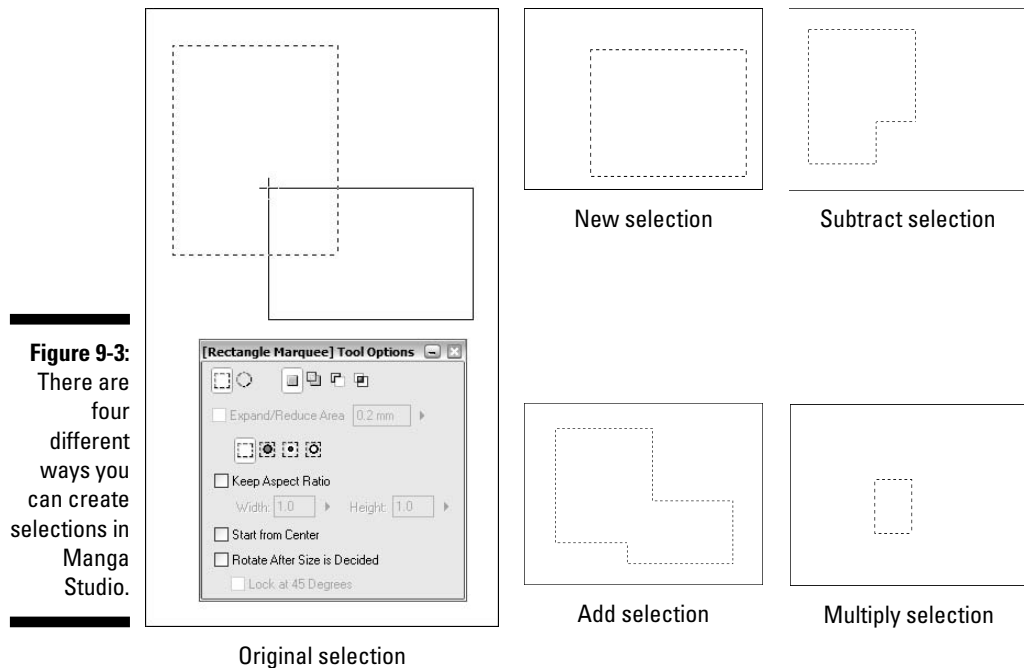 Figure 9-3:
There are
four
different
ways you
can create
selections in
Manga
Studio.
[Rectangle Marquee] Tool Options
Expand/Reduce Area 0.2 mm
Keep Aspect Ratio
Width: 1.0 Height: 1.0
Start from Center
Rotate After Size is Decided
Lock at 45 Degrees
Original selection
New selection
Subtract selection
Add selection
Multiply selection